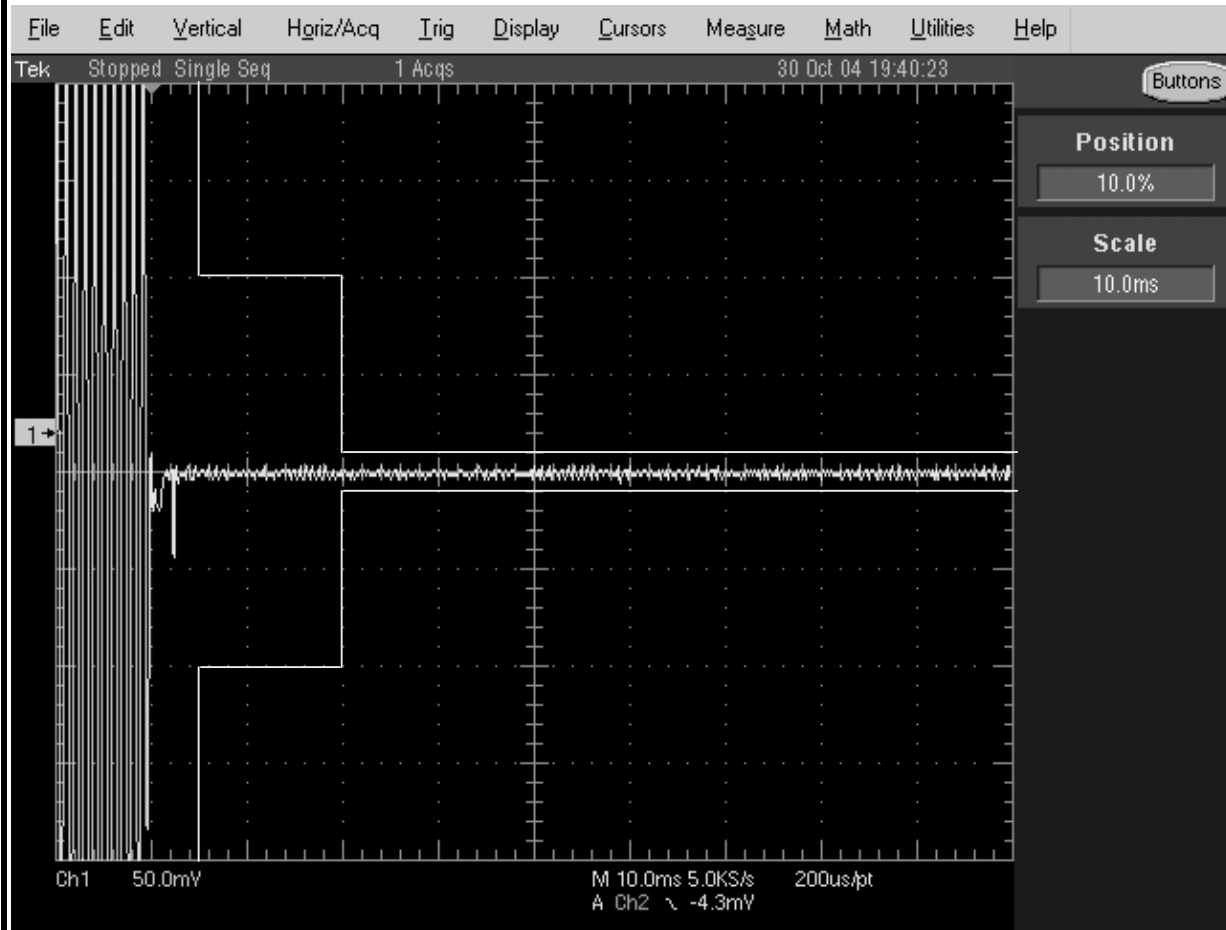 File Edit Vertical Horiz/Acq Trig Display Cursors Measure Math Utilities Help
Tek Stopped Single Seq 1 Acqs 30 Oct 04 19:40:23
Buttons
Position
10.0%
Scale
10.0ms
1
Ch1 50.0mV M 10.0ms 5.0KS/s 200us/pt
A Ch2 \ -4.3mV